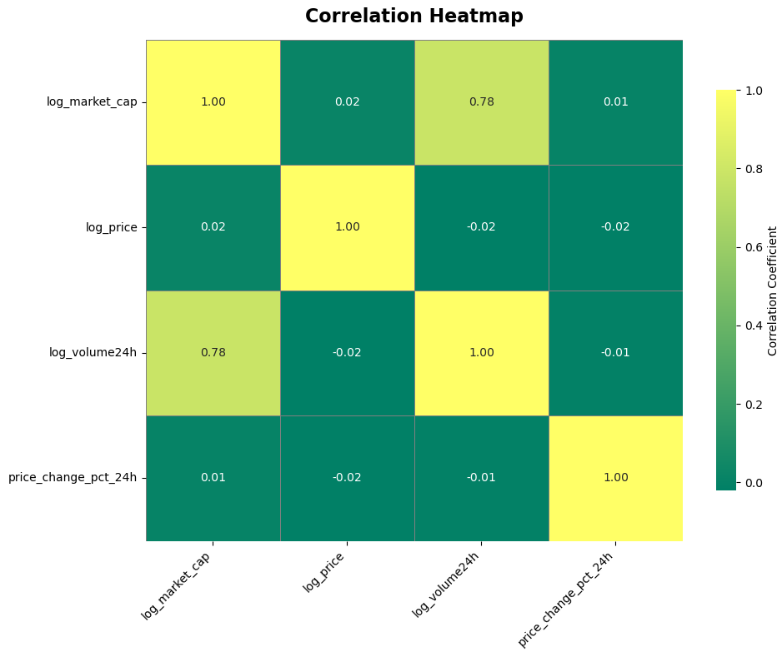 Correlation Heatmap
log_market_cap 1.00 0.02 0.78 0.01
log_price 0.02 1.00 -0.02 -0.02
log_volume24h 0.78 -0.02 1.00 -0.01
price_change_pct_24h 0.01 -0.02 -0.01 1.00
log_market_cap
log_price
log_volume24h
price_change_pct_24h
1.0
0.8
0.6
0.4
0.2
0.0
Correlation Coefficient